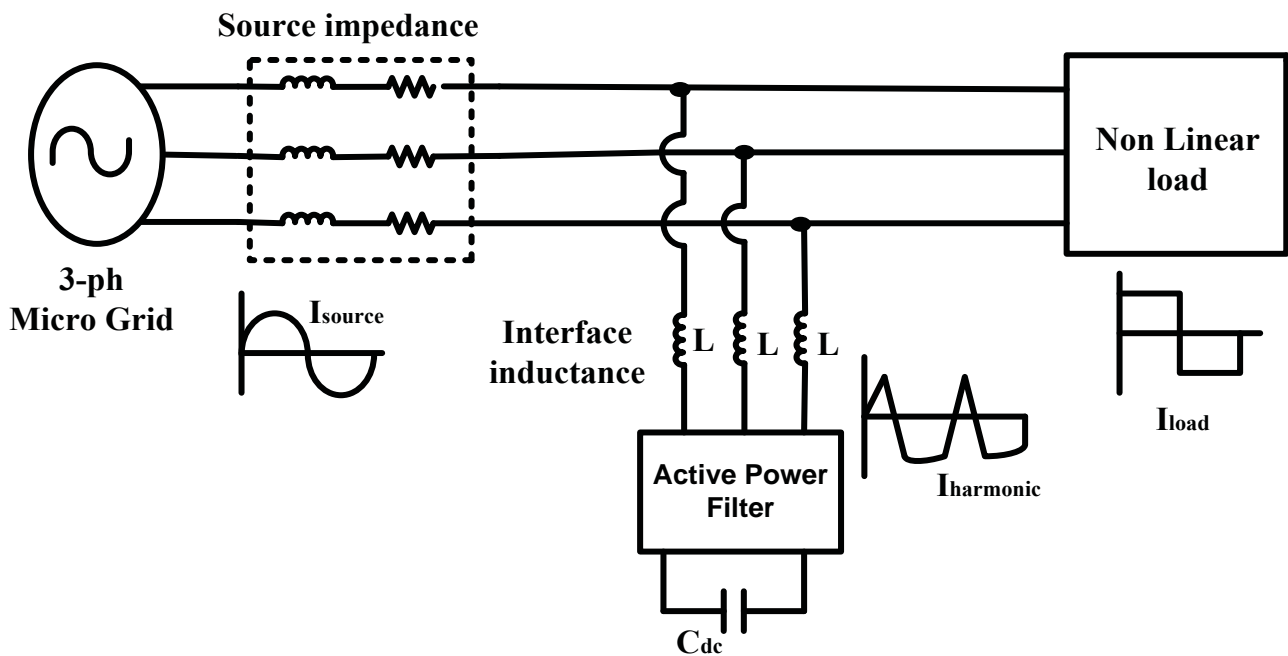 Source impedance
Non Linear
load
3-ph
Micro Grid
Isource
Interface
inductance
L
L
L
Iload
Active Power
Filter
Iharmonic
Cdc